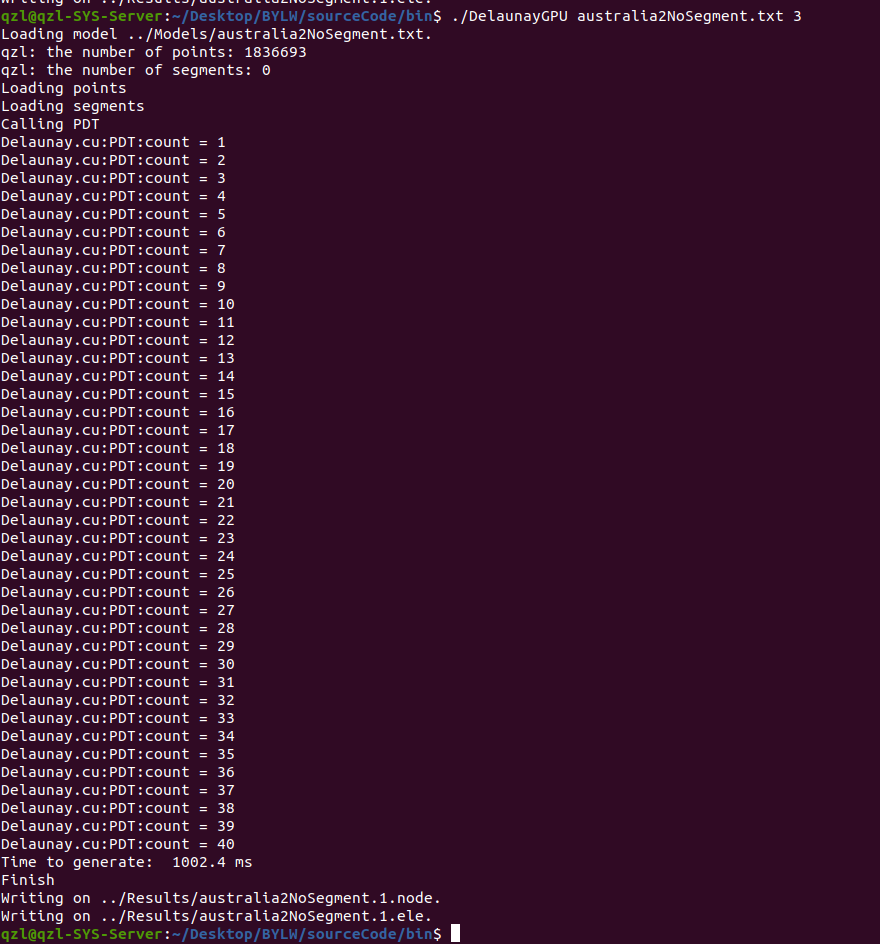 Writing on ../Results/australia2NoSegment.1.ele.
qzl@qzl-SYS-Server:~/Desktop/BYLW/sourceCode/bin$ ./DelaunayGPU australia2NoSegment.txt 3
Loading model ../Models/australia2NoSegment.txt.
qzl: the number of points: 1836693
qzl: the number of segments: 0
Loading points
Loading segments
Calling PDT
Delaunay.cu:PDT:count = 1
Delaunay.cu:PDT:count = 2
Delaunay.cu:PDT:count = 3
Delaunay.cu:PDT:count = 4
Delaunay.cu:PDT:count = 5
Delaunay.cu:PDT:count = 6
Delaunay.cu:PDT:count = 7
Delaunay.cu:PDT:count = 8
Delaunay.cu:PDT:count = 9
Delaunay.cu:PDT:count = 10
Delaunay.cu:PDT:count = 11
Delaunay.cu:PDT:count = 12
Delaunay.cu:PDT:count = 13
Delaunay.cu:PDT:count = 14
Delaunay.cu:PDT:count = 15
Delaunay.cu:PDT:count = 16
Delaunay.cu:PDT:count = 17
Delaunay.cu:PDT:count = 18
Delaunay.cu:PDT:count = 19
Delaunay.cu:PDT:count = 20
Delaunay.cu:PDT:count = 21
Delaunay.cu:PDT:count = 22
Delaunay.cu:PDT:count = 23
Delaunay.cu:PDT:count = 24
Delaunay.cu:PDT:count = 25
Delaunay.cu:PDT:count = 26
Delaunay.cu:PDT:count = 27
Delaunay.cu:PDT:count = 28
Delaunay.cu:PDT:count = 29
Delaunay.cu:PDT:count = 30
Delaunay.cu:PDT:count = 31
Delaunay.cu:PDT:count = 32
Delaunay.cu:PDT:count = 33
Delaunay.cu:PDT:count = 34
Delaunay.cu:PDT:count = 35
Delaunay.cu:PDT:count = 36
Delaunay.cu:PDT:count = 37
Delaunay.cu:PDT:count = 38
Delaunay.cu:PDT:count = 39
Delaunay.cu:PDT:count = 40
Time to generate:  1002.4 ms
Finish
Writing on ../Results/australia2NoSegment.1.node.
Writing on ../Results/australia2NoSegment.1.ele.
qzl@qzl-SYS-Server:~/Desktop/BYLW/sourceCode/bin$